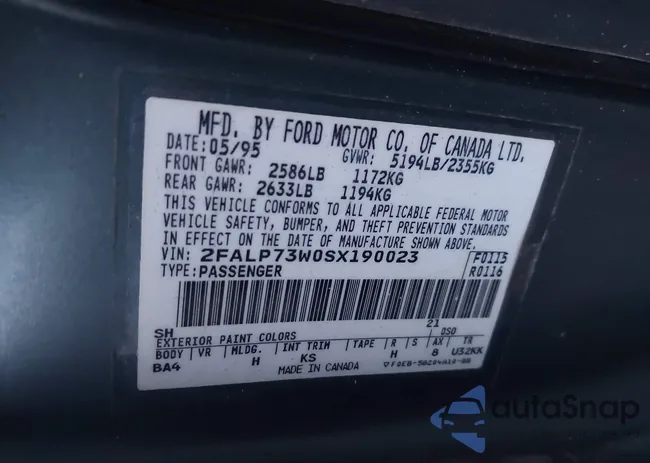 MFD. BY FORD MOTOR CO. OF CANADA LTD.
DATE: 05/95 GVWR: 5194LB/2355KG
FRONT GAWR: 2586LB 1172KG
REAR GAWR: 2633LB 1194KG
THIS VEHICLE CONFORMS TO ALL APPLICABLE FEDERAL MOTOR
VEHICLE SAFETY, BUMPER, AND THEFT PREVENTION STANDARDS
IN EFFECT ON DATE OF MANUFACTURE SHOWN ABOVE.
VIN: 2FALP73W0SX190023 F0115
TYPE: PASSENGER R0116
SH 21 DSO
EXTERIOR PAINT COLORS
BODY VR MLDG. INT TRIM TAPE R S AX TR
BA4 H KS H 8 U32KK
MADE IN CANADA
autoSnap